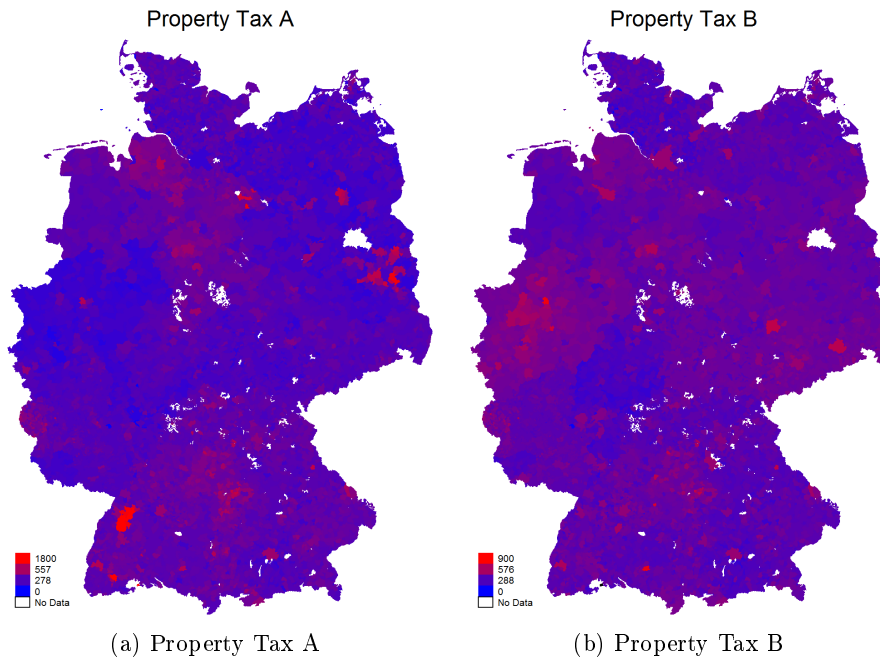 Property Tax A
Property Tax B
1800
557
278
0
No Data
900
576
288
0
No Data
(a) Property Tax A
(b) Property Tax B